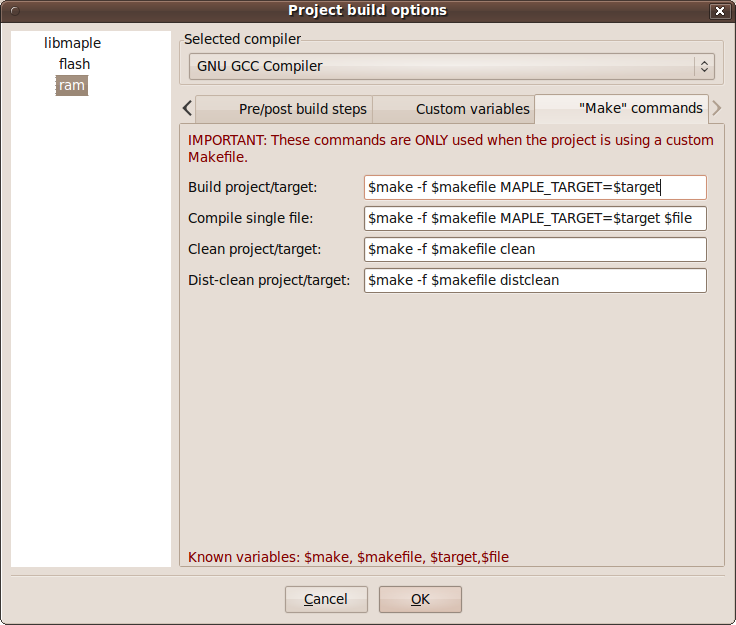 Project build options
libmaple
flash
ram
Selected compiler
GNU GCC Compiler
Pre/post build steps
Custom variables
"Make" commands
IMPORTANT: These commands are ONLY used when the project is using a custom
Makefile.
Build project/target: $make -f $makefile MAPLE_TARGET=$target
Compile single file: $make -f $makefile MAPLE_TARGET=$target $file
Clean project/target: $make -f $makefile clean
Dist-clean project/target: $make -f $makefile distclean
Known variables: $make, $makefile, $target,$file
Cancel
OK